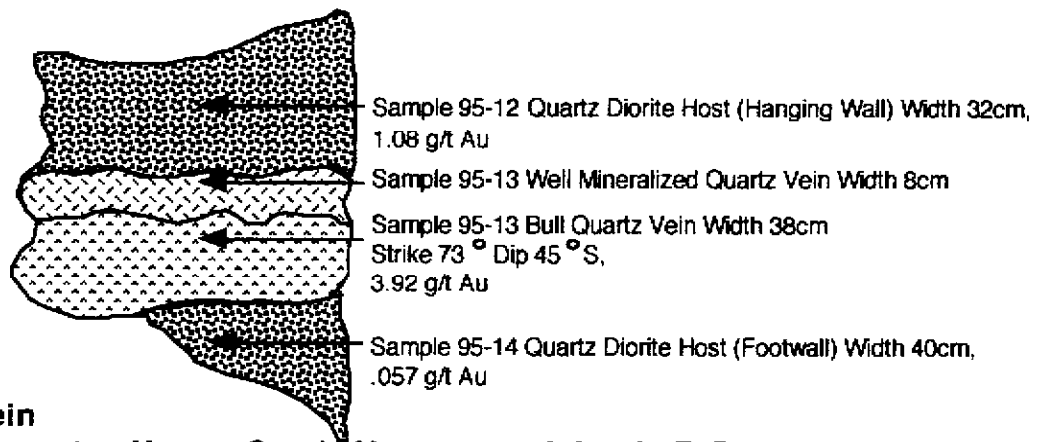 Sample 95-12 Quartz Diorite Host (Hanging Wall) Width 32cm,
1.08 g/t Au
Sample 95-13 Well Mineralized Quartz Vein Width 8cm
Sample 95-13 Bull Quartz Vein Width 38cm
Strike 73° Dip 45°S,
3.92 g/t Au
Sample 95-14 Quartz Diorite Host (Footwall) Width 40cm,
.057 g/t Au
ein